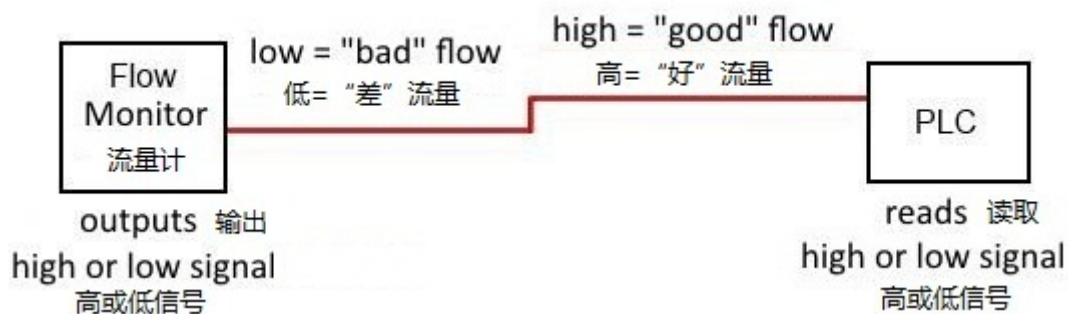 Flow
Monitor
流量计
outputs 输出
high or low signal
高或低信号
low = "bad" flow
低= “差” 流量
high = "good" flow
高= “好” 流量
PLC
reads 读取
high or low signal
高或低信号